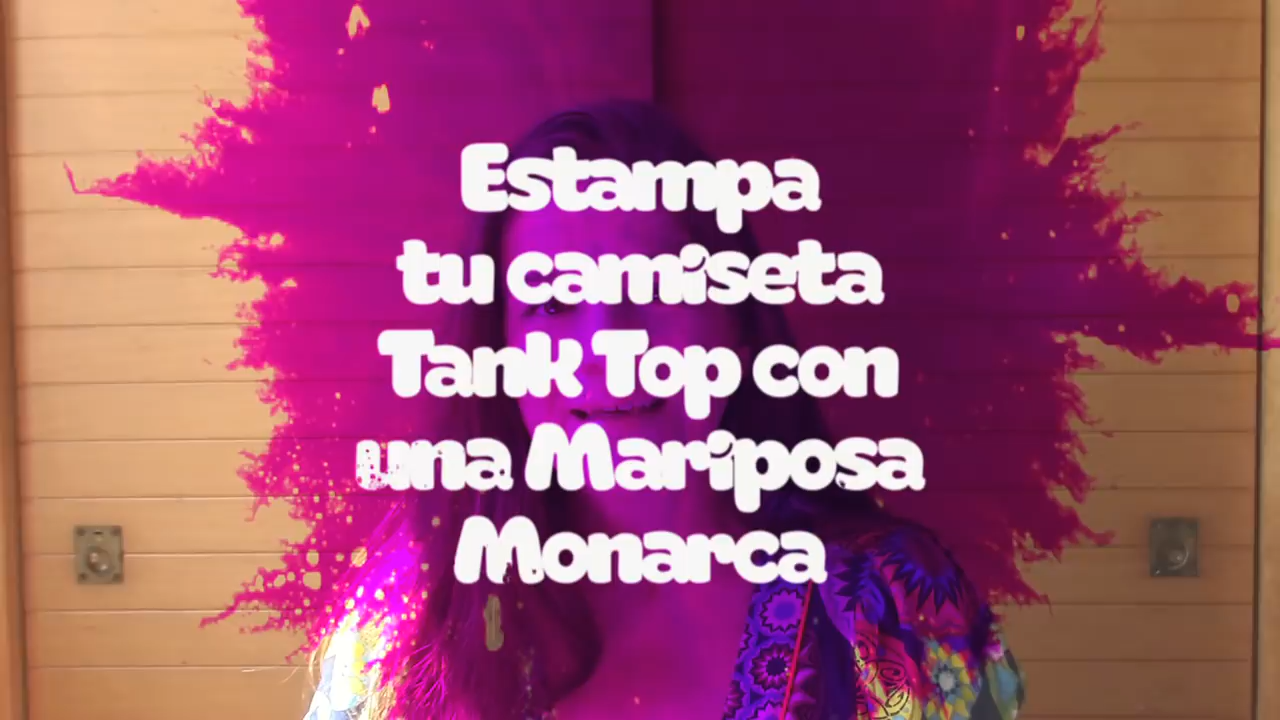 Estampa
tu camiseta
Tank Top con
una Mariposa
Monarca